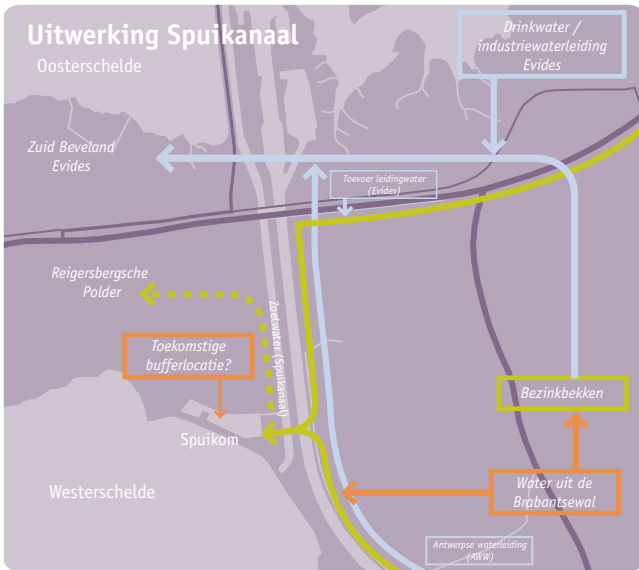 Uitwerking Spuikanaal
Oosterschelde
Drinkwater /
industriewaterleiding
Evides
Zuid Beveland
Evides
Toevoer leidingwater
(Evides)
Reigersbergsche
Polder
Zoetwater (Spuikanaal)
Toekomstige
bufferlocatie?
Bezinkbekken
Spuikom
Westerschelde
Water uit de
Brabantsewal
Antwerpse waterleiding
(AWW)